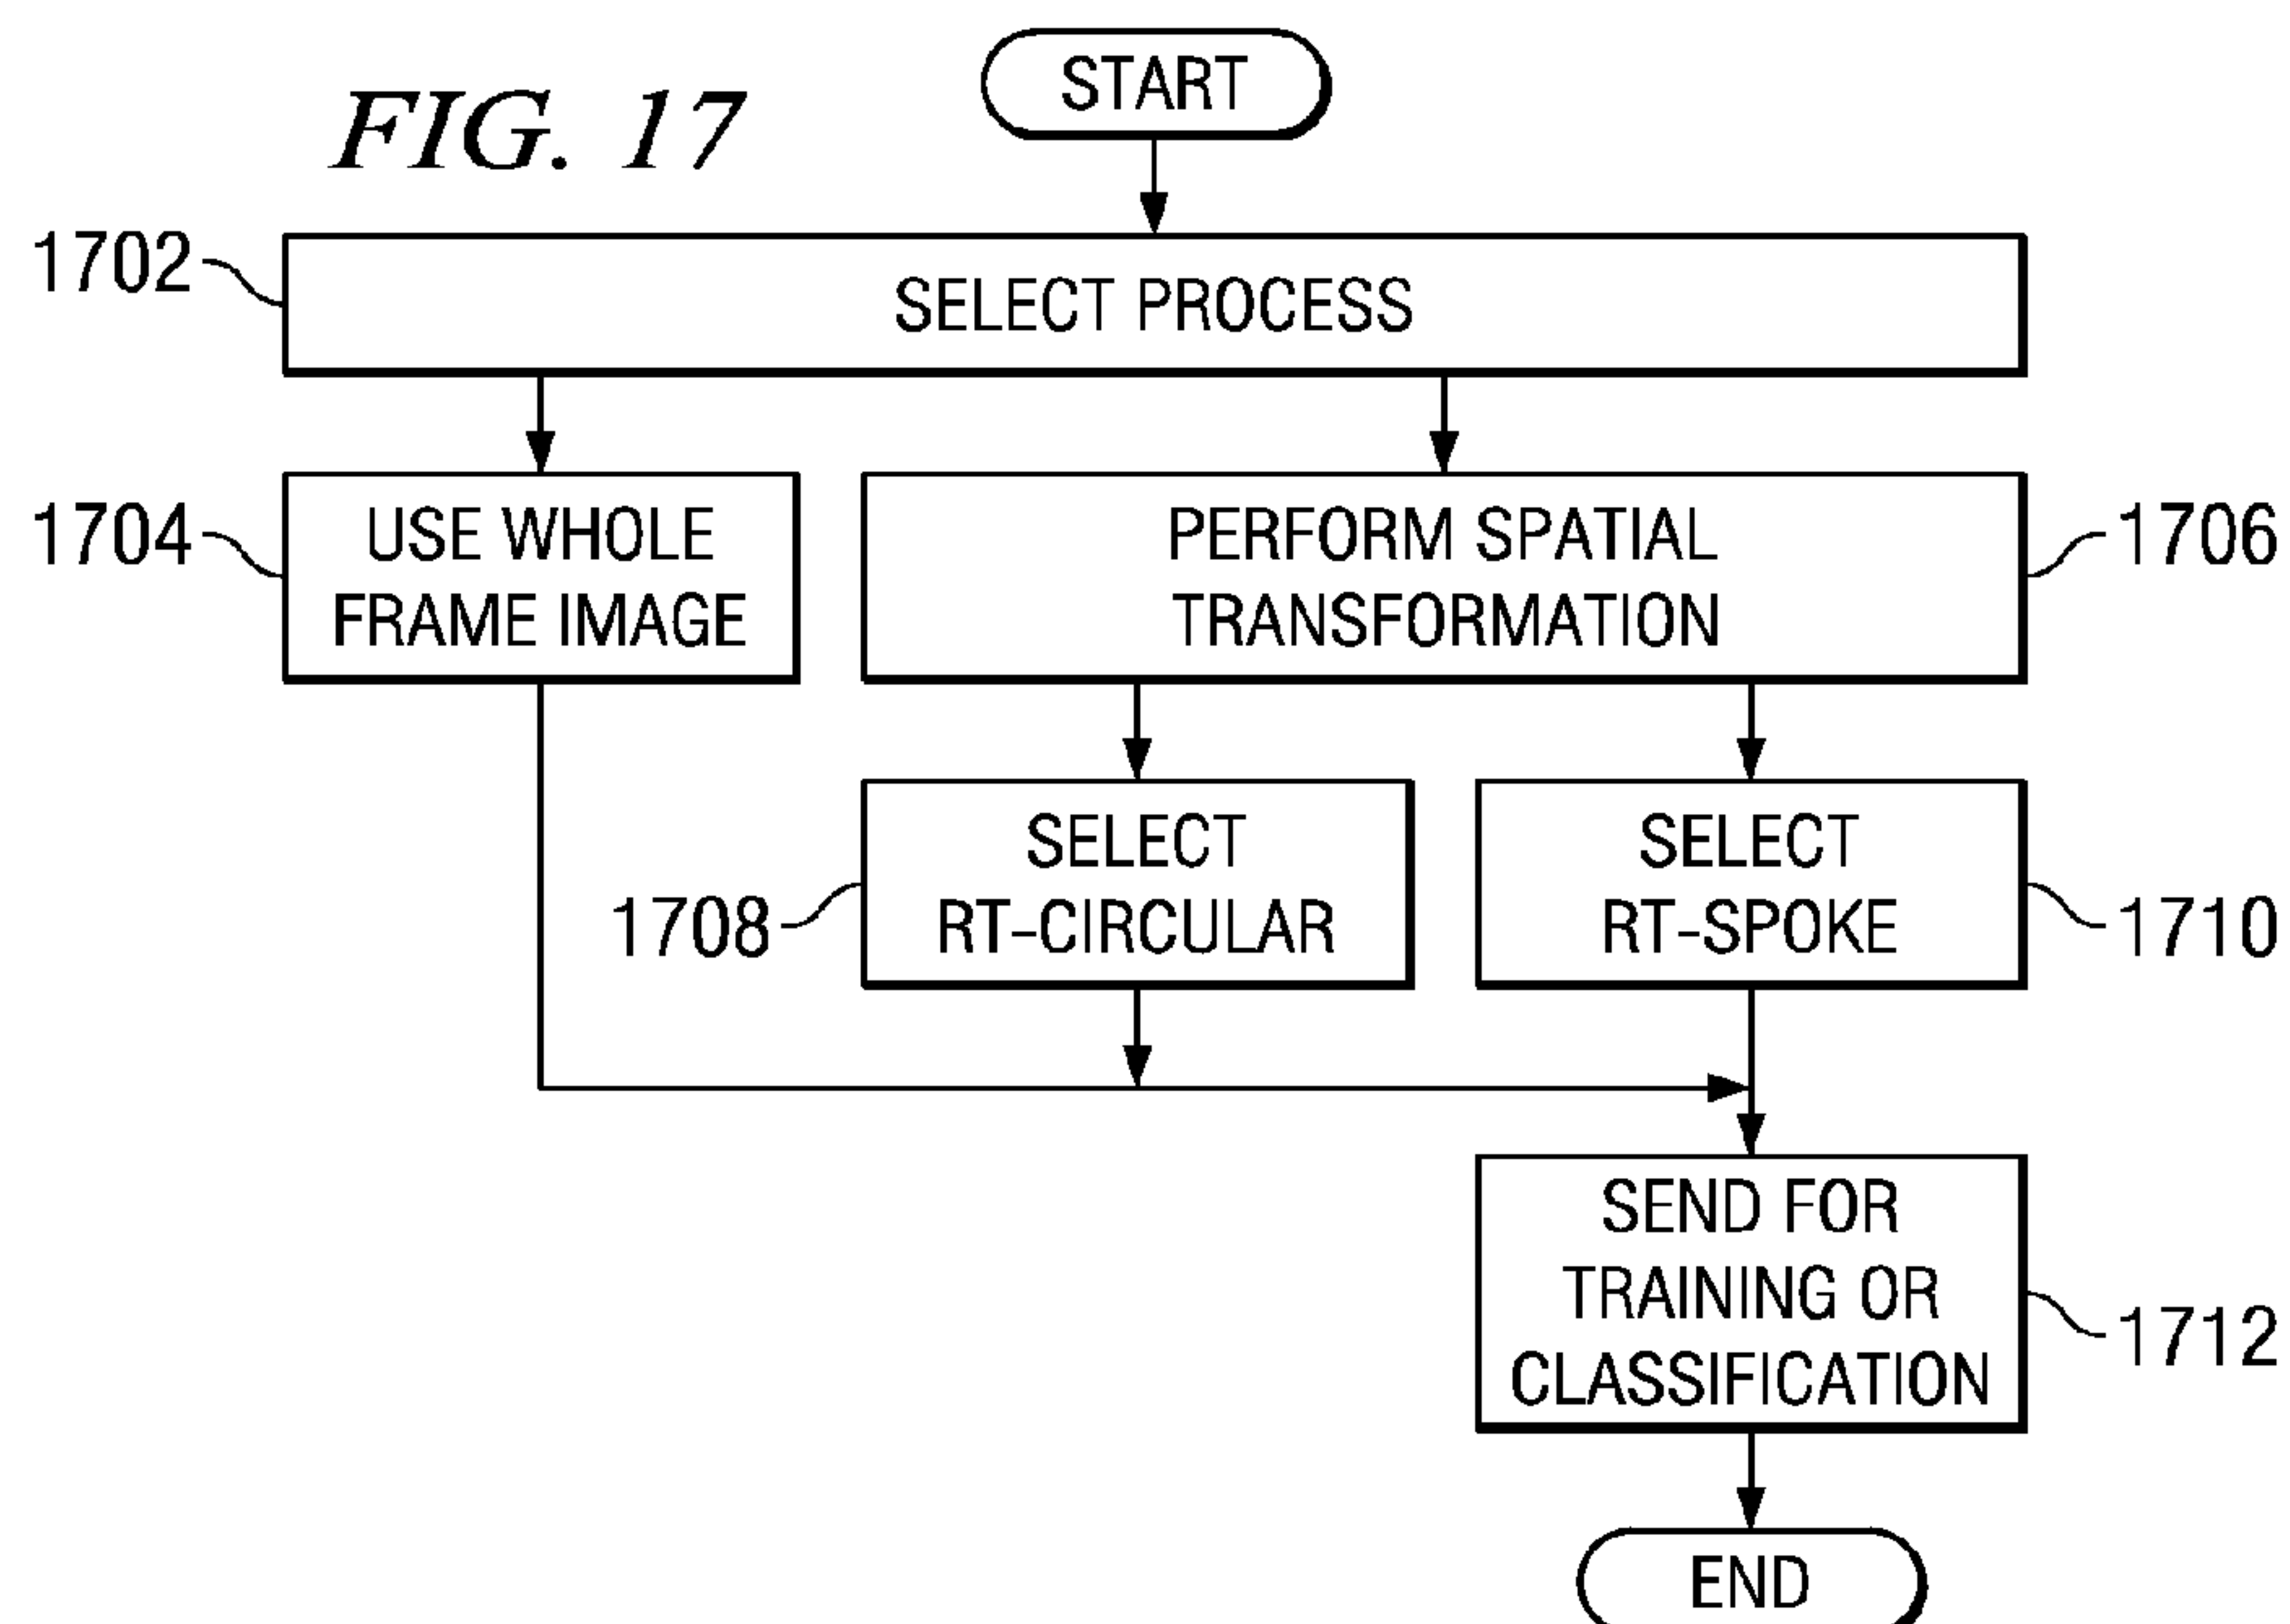 FIG. 17
START
1702
SELECT PROCESS
1704
USE WHOLE
FRAME IMAGE
PERFORM SPATIAL
TRANSFORMATION
1706
1708
SELECT
RT-CIRCULAR
SELECT
RT-SPOKE
1710
SEND FOR
TRAINING OR
CLASSIFICATION
1712
END